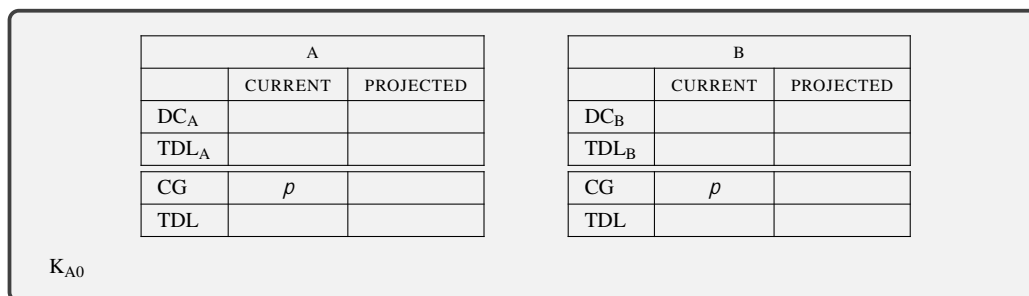 A B
CURRENT PROJECTED CURRENT PROJECTED
DC_A DC_B
TDL_A TDL_B
CG p CG p
TDL TDL
K_A0